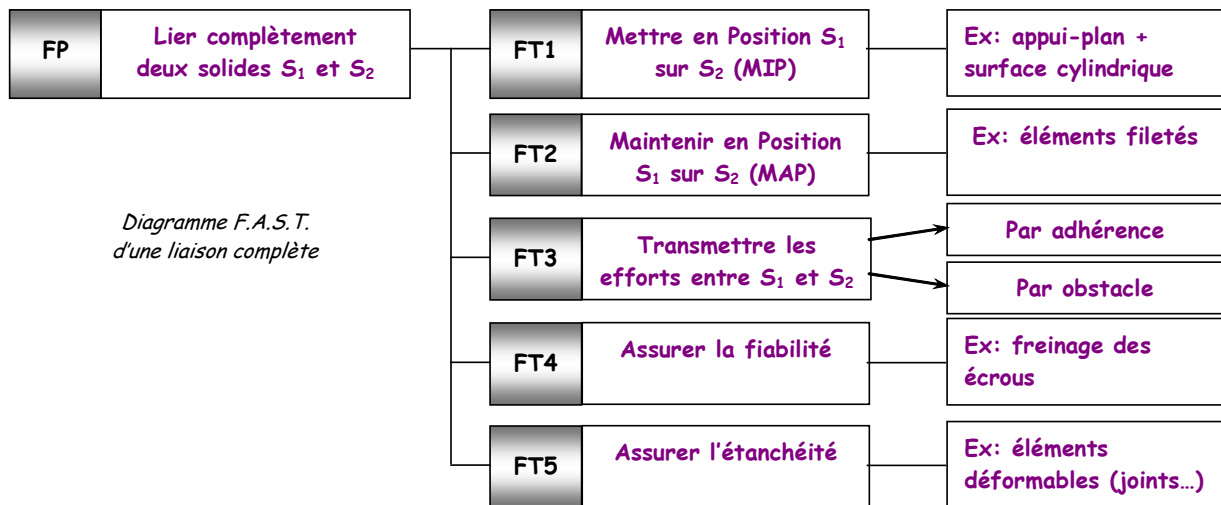 FP
Lier complètement
deux solides S₁ et S₂
FT1
Mettre en Position S₁
sur S₂ (MIP)
Ex: appui-plan +
surface cylindrique
FT2
Maintenir en Position
S₁ sur S₂ (MAP)
Ex: éléments filetés
Diagramme F.A.S.T.
d'une liaison complète
FT3
Transmettre les
efforts entre S₁ et S₂
Par adhérence
Par obstacle
FT4
Assurer la fiabilité
Ex: freinage des
écrous
FT5
Assurer l'étanchéité
Ex: éléments
déformables (joints…)